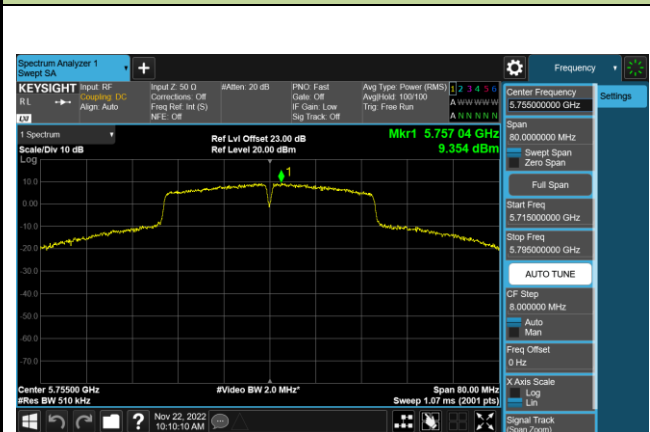 Spectrum Analyzer 1
Swept SA
Frequency
KEYSIGHT
RL
LXI
Input: RF
Coupling: DC
Align: Auto
Input Z: 50 Ω
Corrections: Off
Freq Ref: Int (S)
NFE: Off
#Atten: 20 dB
PNO: Fast
Gate: Off
IF Gain: Low
Sig Track: Off
Avg Type: Power (RMS)
Avg|Hold: 100/100
Trig: Free Run
1 2 3 4 5 6
A W W W W W
A N N N N N
1 Spectrum
Scale/Div 10 dB
Log
Ref Lvl Offset 23.00 dB
Ref Level 20.00 dBm
Mkr1 5.757 04 GHz
9.354 dBm
1
10.0
0.00
-10.0
-20.0
-30.0
-40.0
-50.0
-60.0
-70.0
Center 5.75500 GHz
#Res BW 510 kHz
#Video BW 2.0 MHz*
Span 80.00 MHz
Sweep 1.07 ms (2001 pts)
Nov 22, 2022
10:10:10 AM
Center Frequency
5.755000000 GHz
Span
80.0000000 MHz
Swept Span
Zero Span
Full Span
Start Freq
5.715000000 GHz
Stop Freq
5.795000000 GHz
AUTO TUNE
CF Step
8.000000 MHz
Auto
Man
Freq Offset
0 Hz
X Axis Scale
Log
Lin
Signal Track
(Span Zoom)
Settings